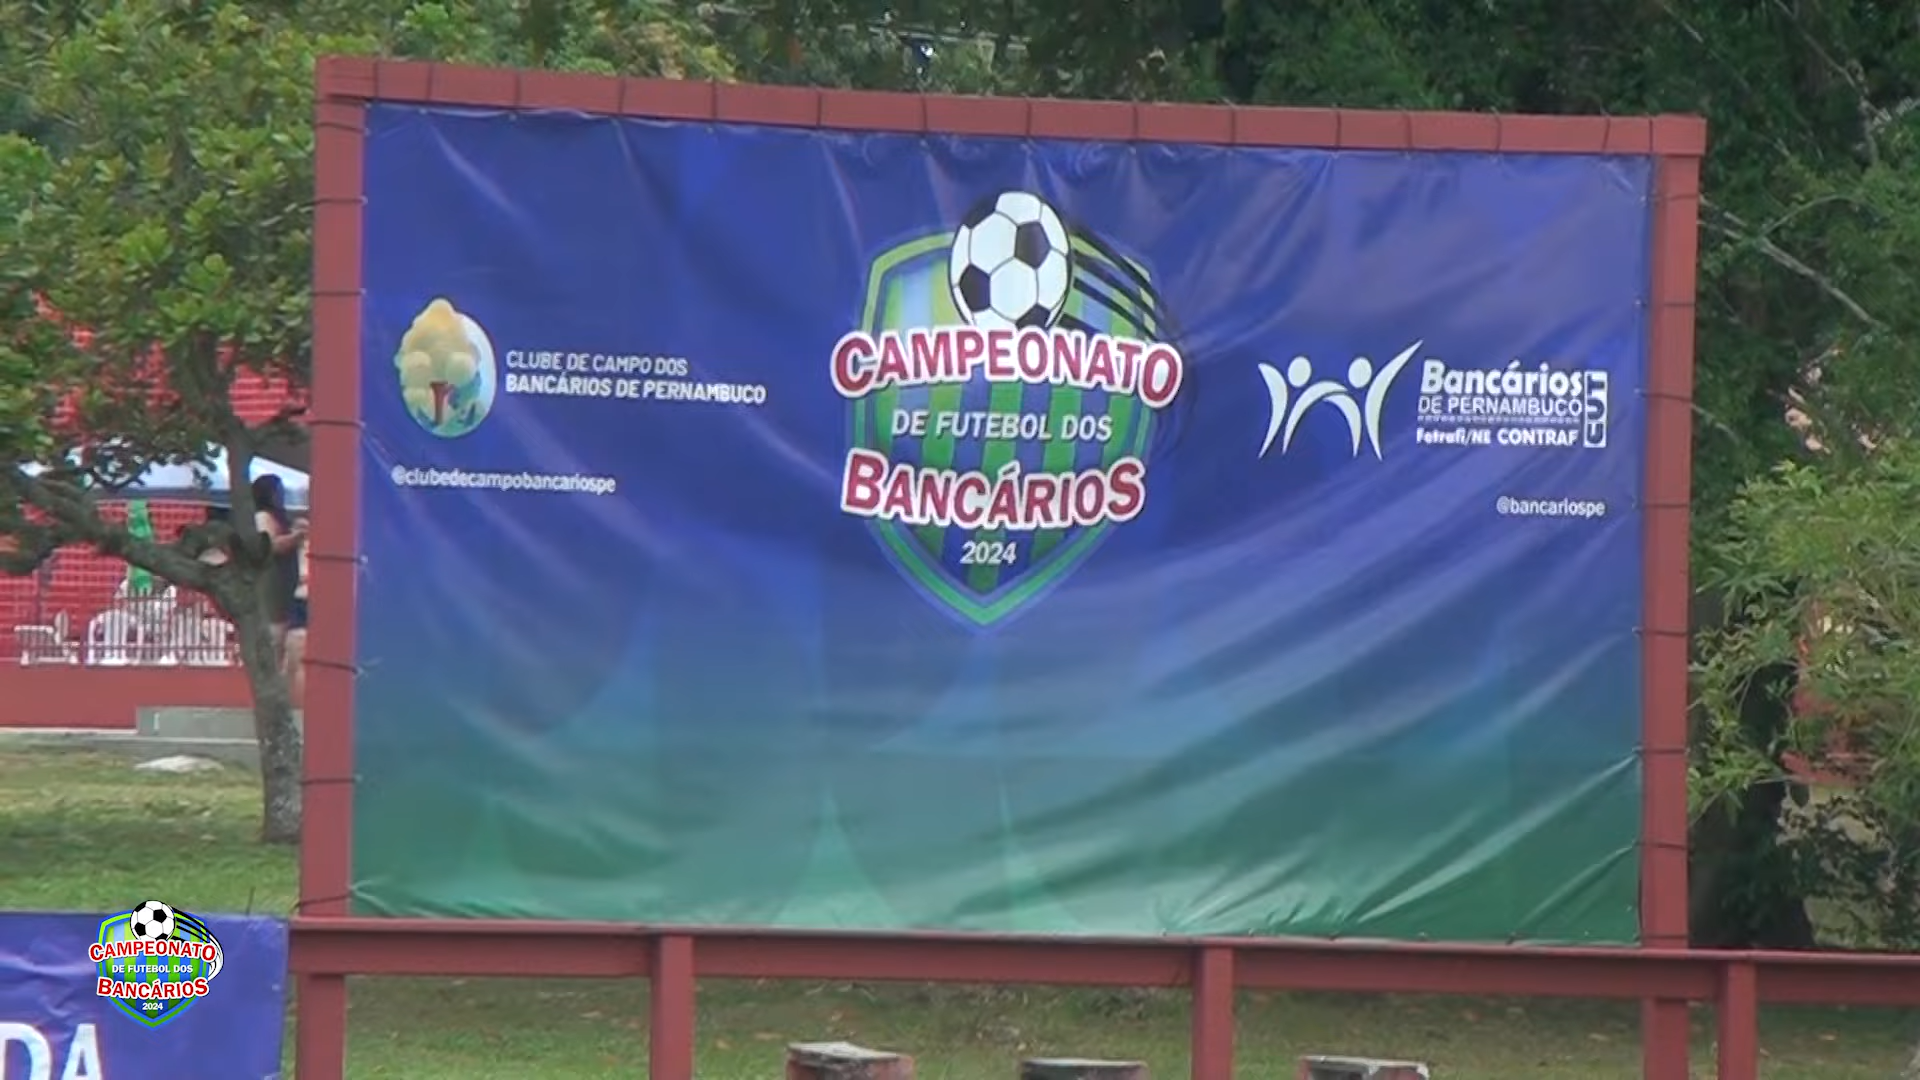 CLUBE DE CAMPO DOS
BANCÁRIOS DE PERNAMBUCO
@clubedecampobancariospe
CAMPEONATO
DE FUTEBOL DOS
BANCÁRIOS
2024
Bancários
DE PERNAMBUCO
Fetrafi/NE CONTRAF
CUT
@bancariospe
CAMPEONATO
DE FUTEBOL DOS
BANCÁRIOS
2024
DA